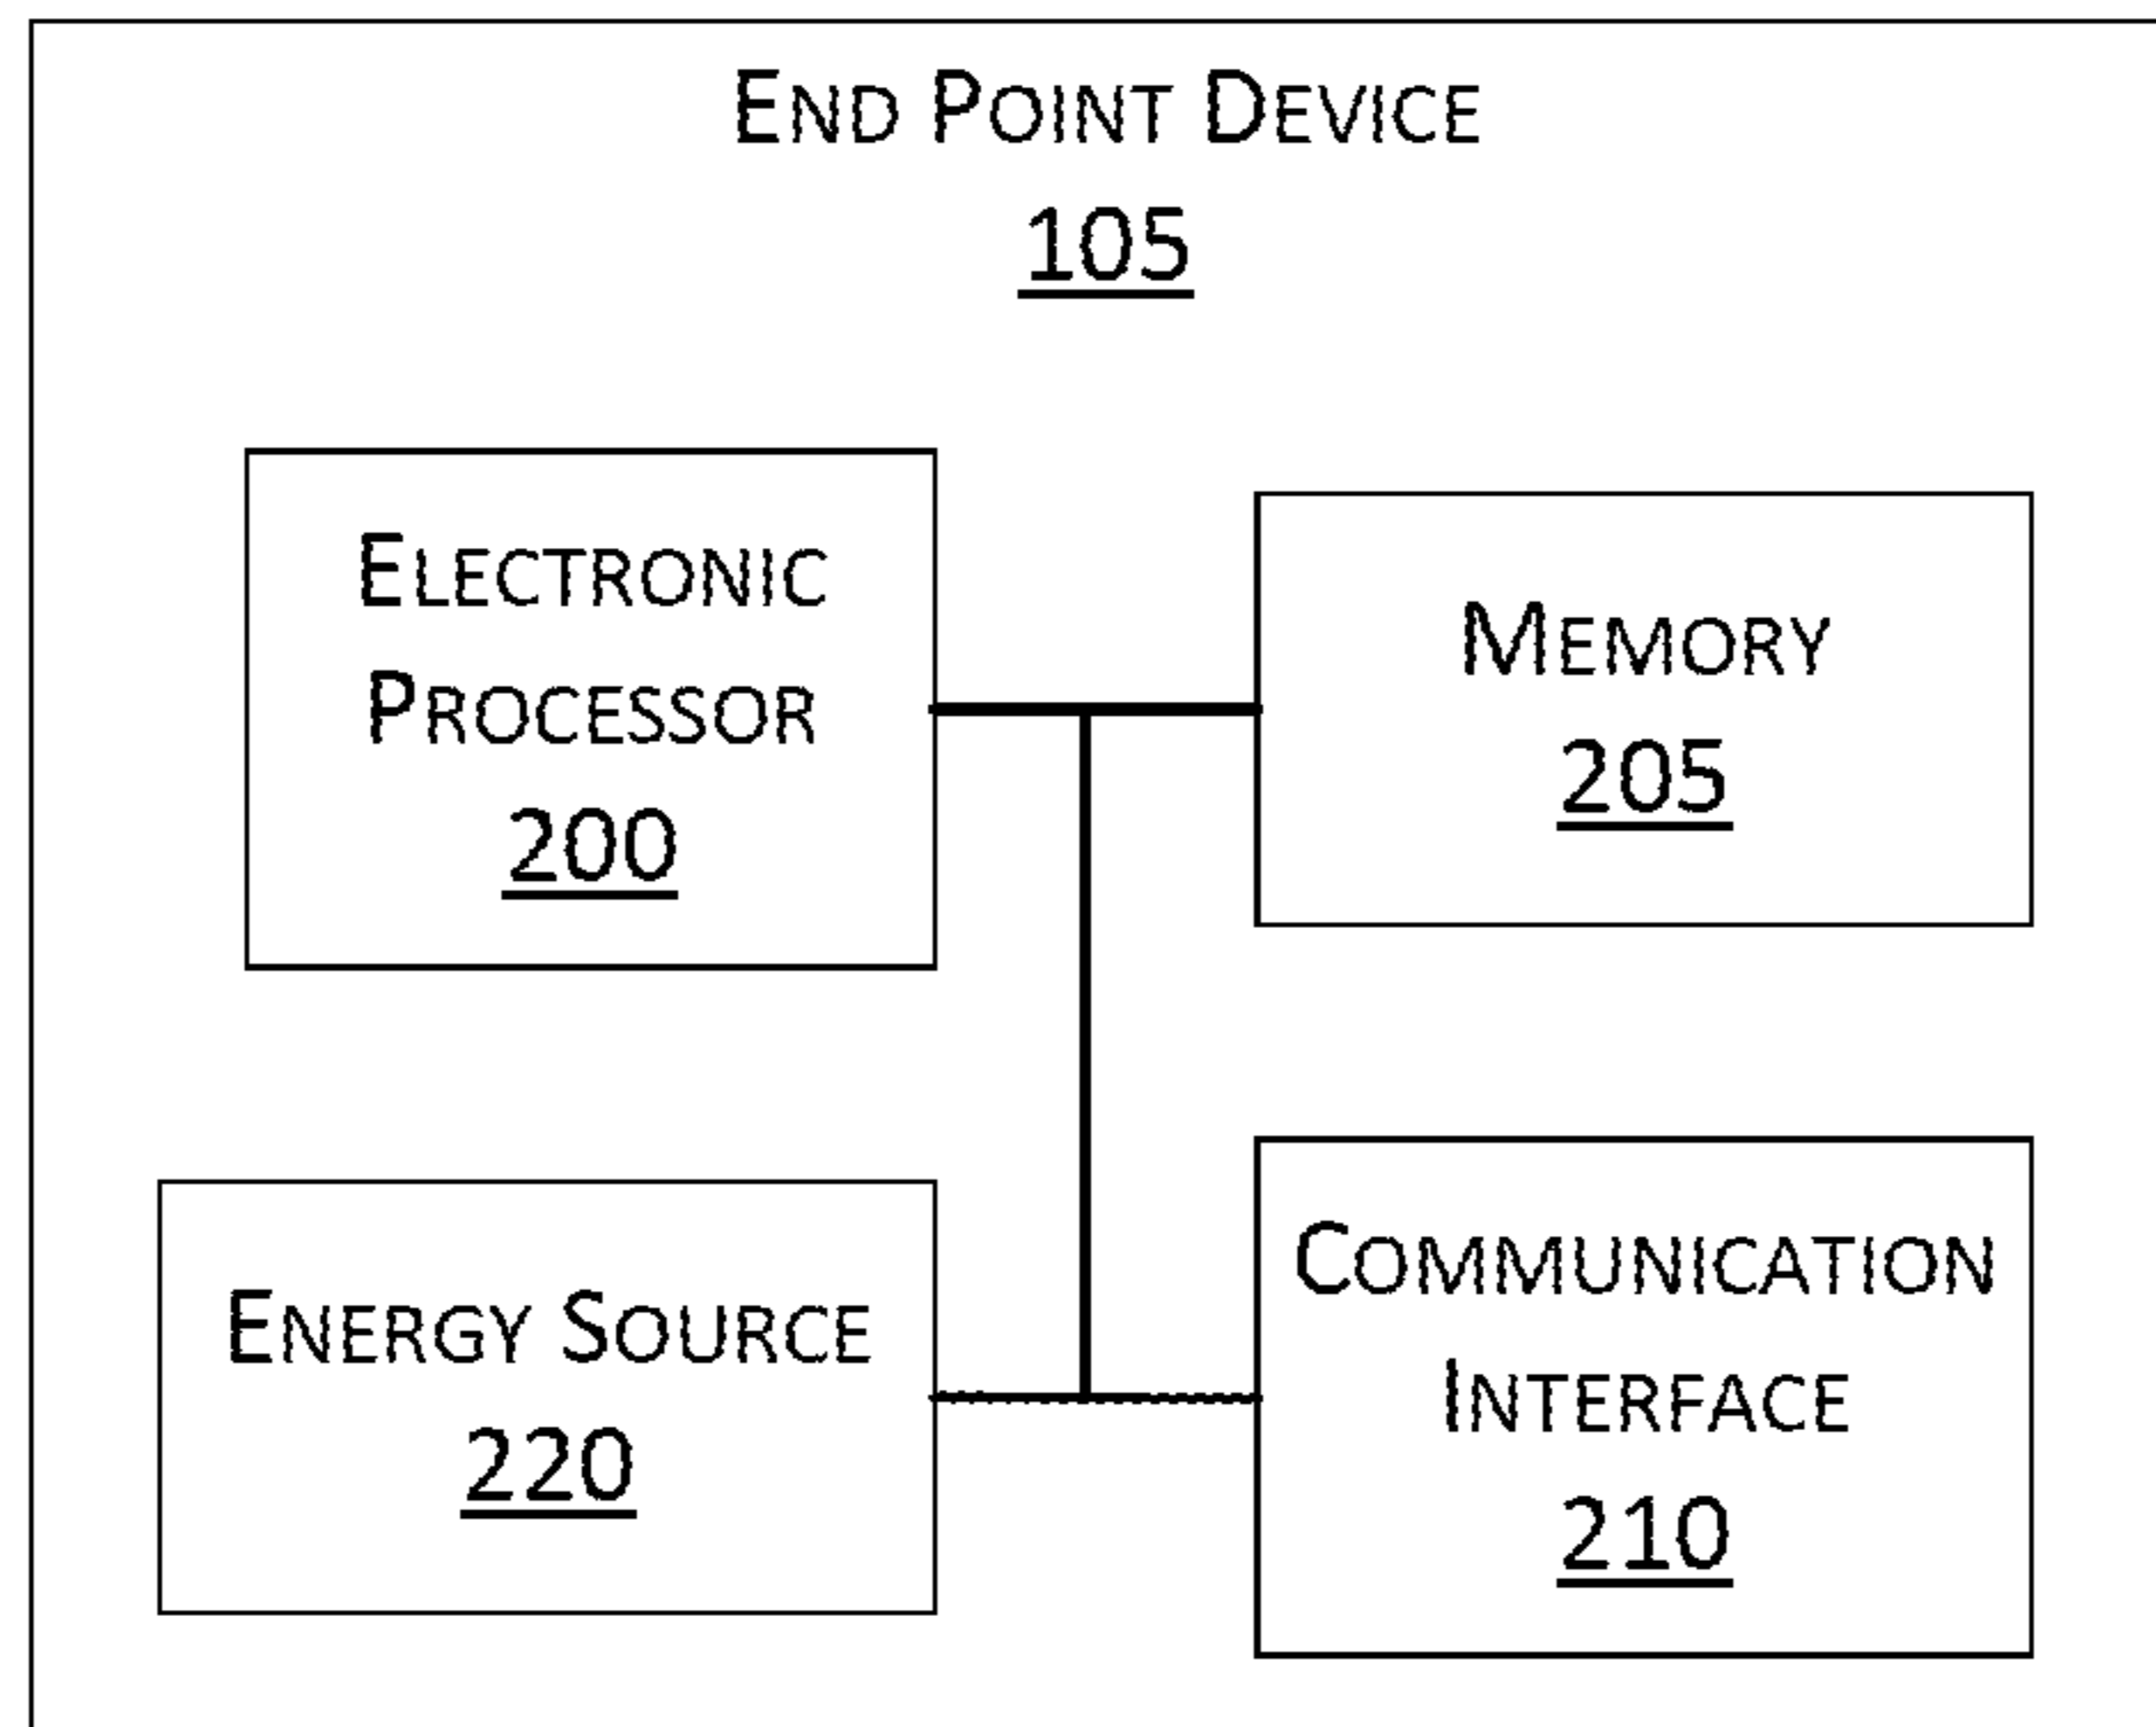 End Point Device
105
Electronic
Processor
200
Memory
205
Energy Source
220
Communication
Interface
210